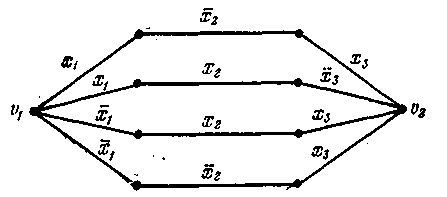 x̄₂
x₁ x₃
x₁ x₂ x̄₃
v₁ v₂
x̄₁ x₂ x₃
x̄₁ x̄₂ x₃